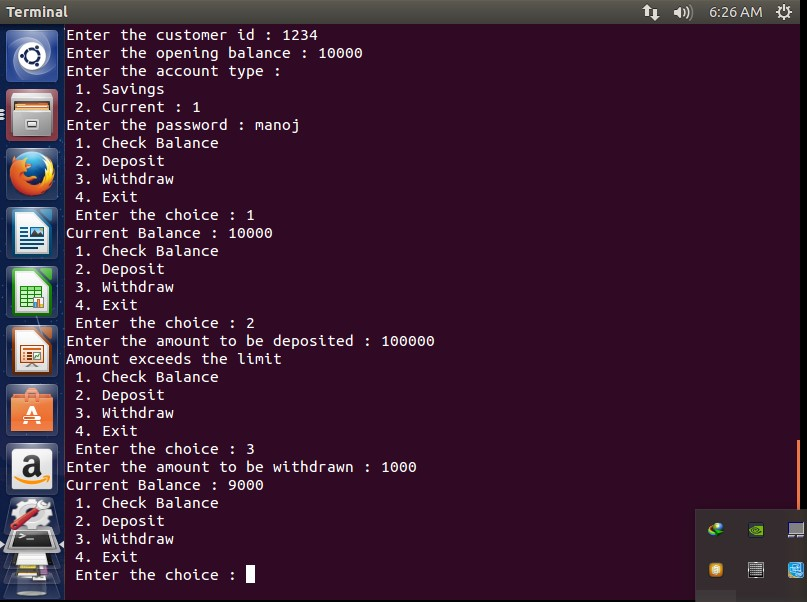 Terminal
6:26 AM
Enter the customer id : 1234
Enter the opening balance : 10000
Enter the account type :
1. Savings
2. Current : 1
Enter the password : manoj
1. Check Balance
2. Deposit
3. Withdraw
4. Exit
Enter the choice : 1
Current Balance : 10000
1. Check Balance
2. Deposit
3. Withdraw
4. Exit
Enter the choice : 2
Enter the amount to be deposited : 100000
Amount exceeds the limit
1. Check Balance
2. Deposit
3. Withdraw
4. Exit
Enter the choice : 3
Enter the amount to be withdrawn : 1000
Current Balance : 9000
1. Check Balance
2. Deposit
3. Withdraw
4. Exit
Enter the choice :